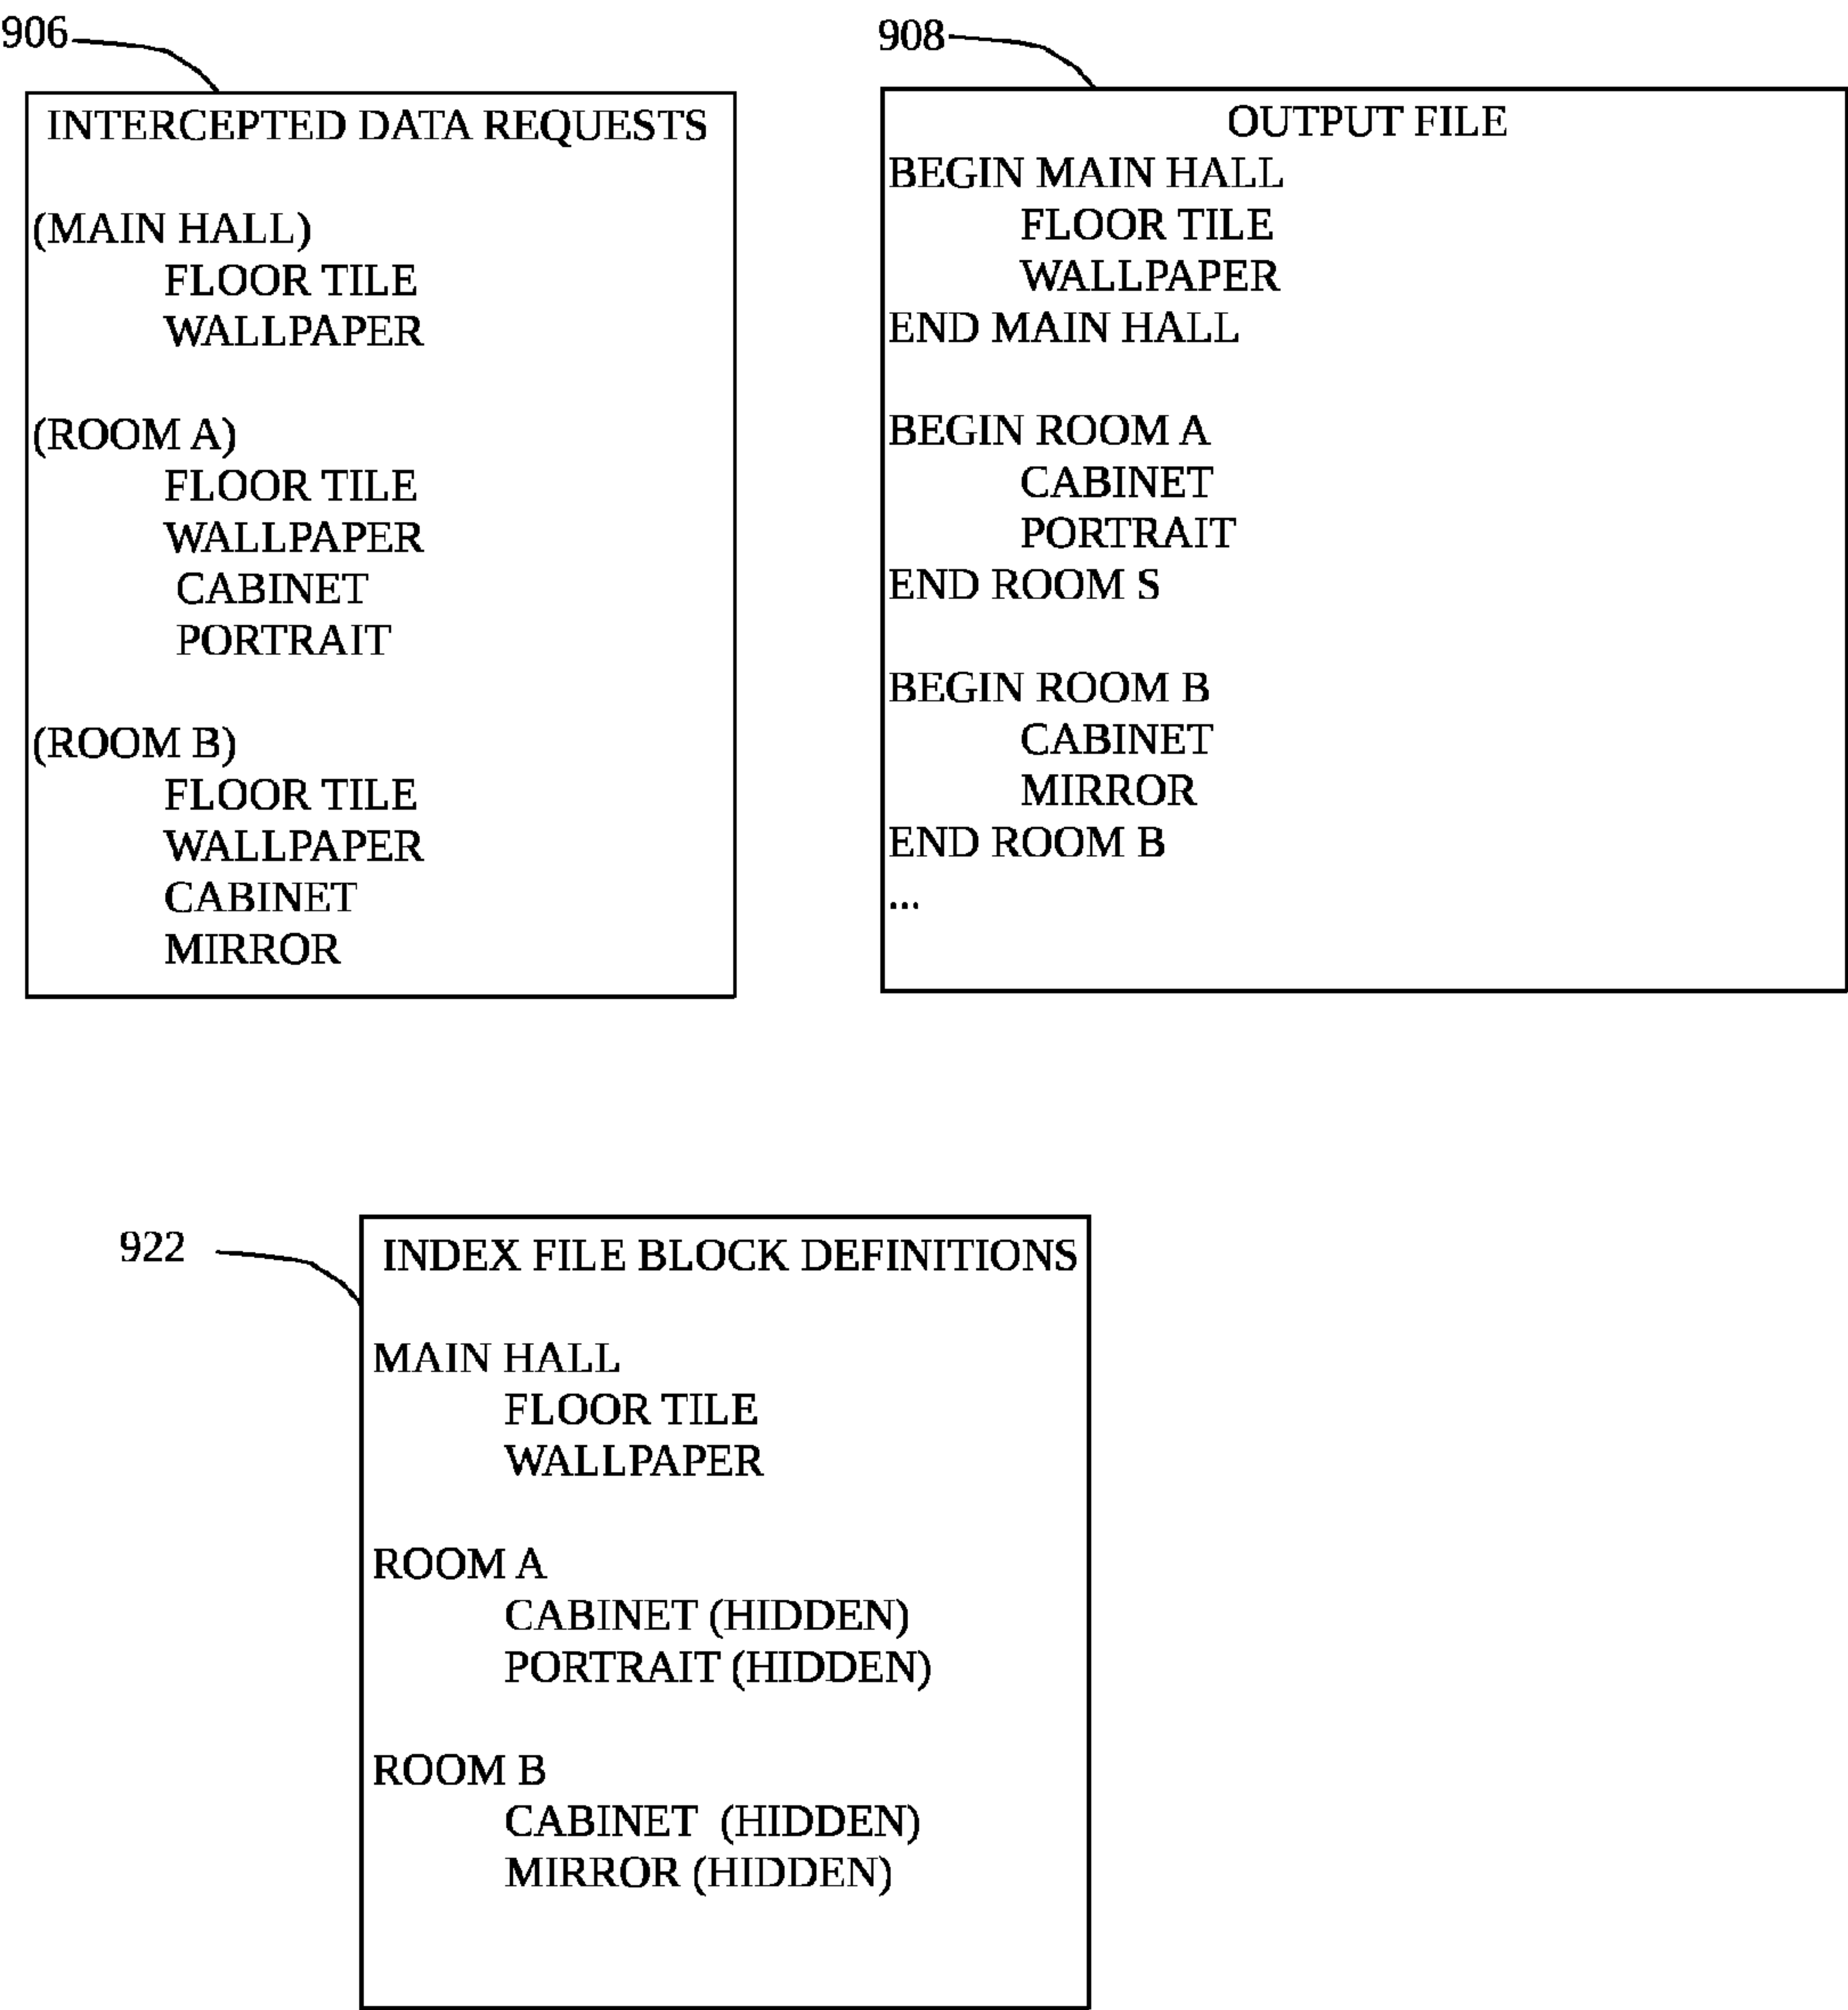 906
INTERCEPTED DATA REQUESTS
(MAIN HALL)
FLOOR TILE
WALLPAPER
(ROOM A)
FLOOR TILE
WALLPAPER
CABINET
PORTRAIT
(ROOM B)
FLOOR TILE
WALLPAPER
CABINET
MIRROR
908
OUTPUT FILE
BEGIN MAIN HALL
FLOOR TILE
WALLPAPER
END MAIN HALL
BEGIN ROOM A
CABINET
PORTRAIT
END ROOM S
BEGIN ROOM B
CABINET
MIRROR
END ROOM B
...
922
INDEX FILE BLOCK DEFINITIONS
MAIN HALL
FLOOR TILE
WALLPAPER
ROOM A
CABINET (HIDDEN)
PORTRAIT (HIDDEN)
ROOM B
CABINET (HIDDEN)
MIRROR (HIDDEN)